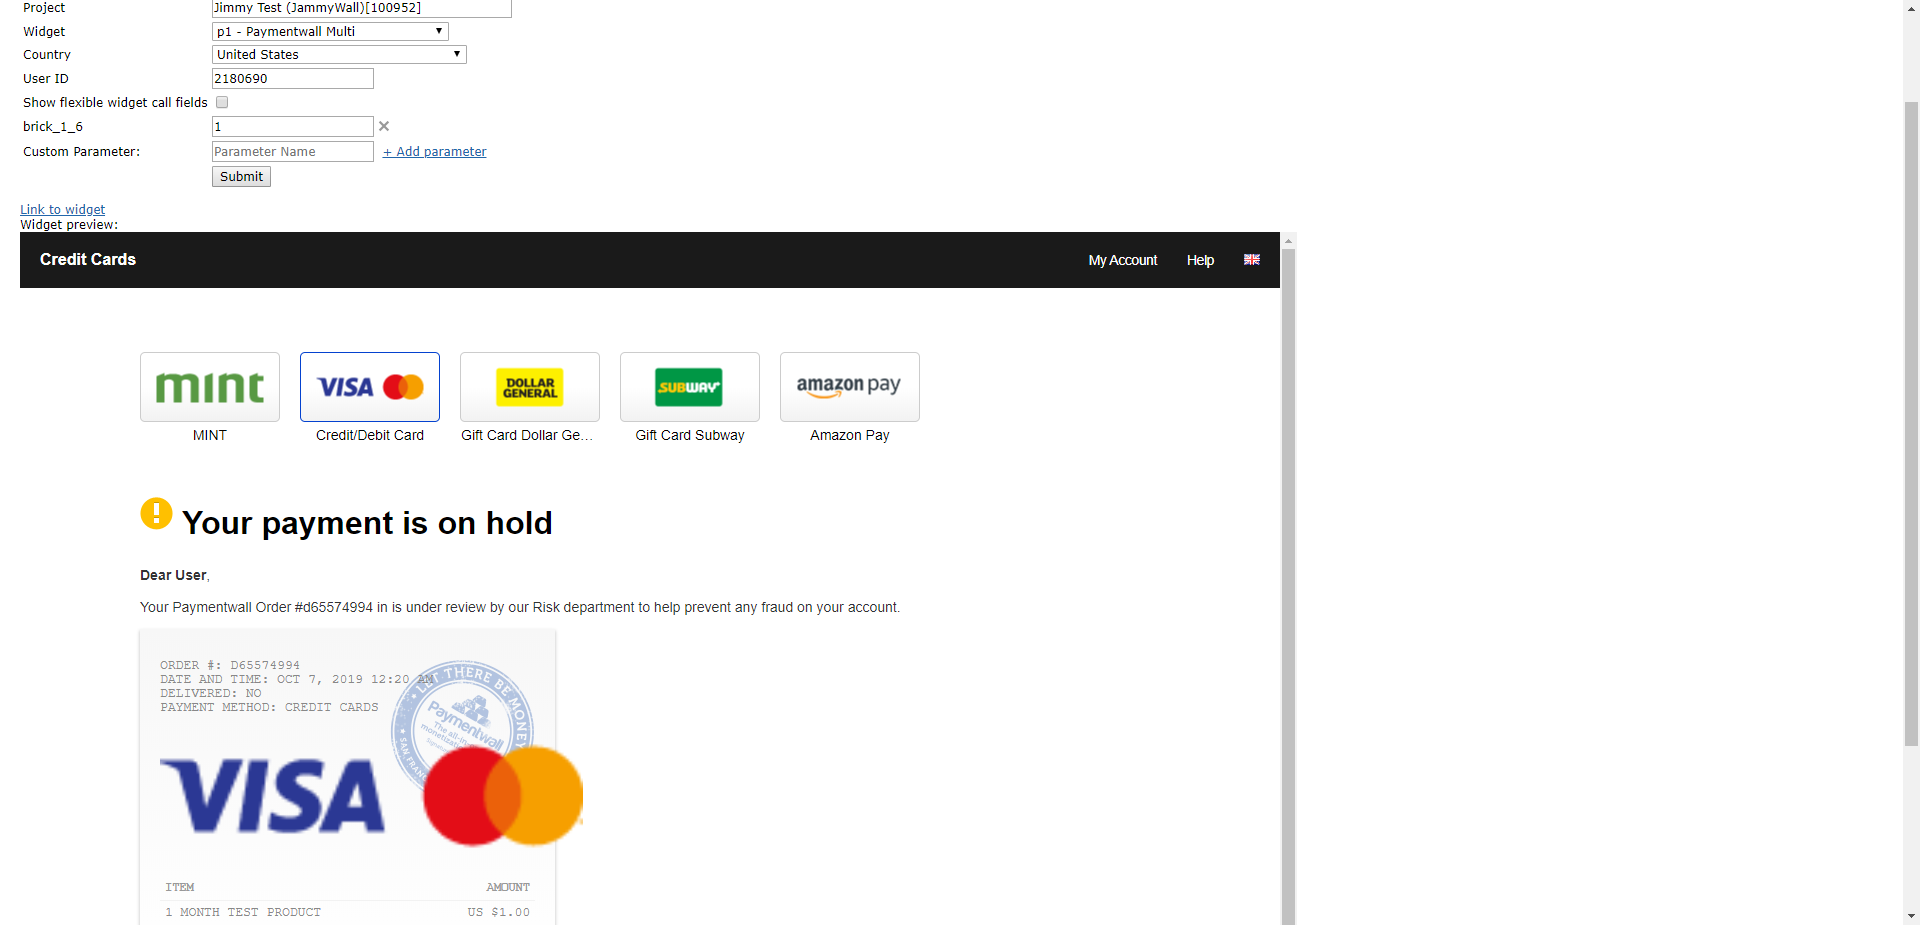 Project Jimmy Test (JammyWall)[100952]
Widget p1 - Paymentwall Multi
Country United States
User ID 2180690
Show flexible widget call fields
brick_1_6 1
Custom Parameter: Parameter Name + Add parameter
Submit
Link to widget
Widget preview:
Credit Cards My Account Help
mint VISA DOLLAR GENERAL SUBWAY amazon pay
MINT Credit/Debit Card Gift Card Dollar Ge... Gift Card Subway Amazon Pay
Your payment is on hold
Dear User,
Your Paymentwall Order #d65574994 in is under review by our Risk department to help prevent any fraud on your account.
ORDER #: D65574994
DATE AND TIME: OCT 7, 2019 12:20 AM
DELIVERED: NO
PAYMENT METHOD: CREDIT CARDS
LET THERE BE MONEY
Paymentwall
The all-in
VISA
ITEM AMOUNT
1 MONTH TEST PRODUCT US $1.00